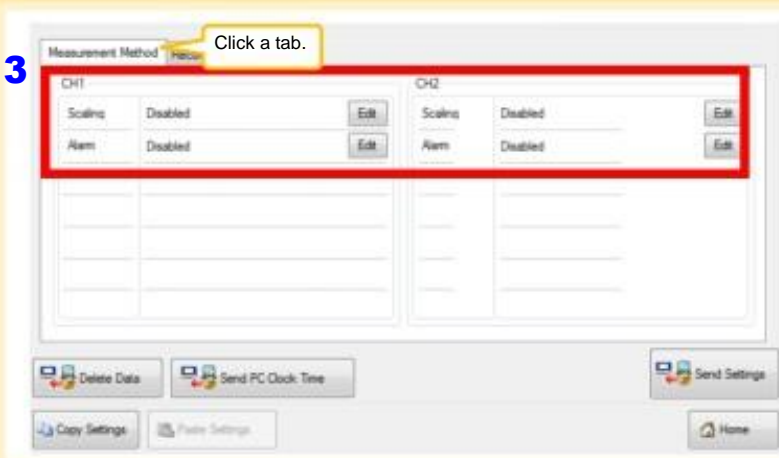 Click a tab.
Measurement Method
3
CH1 CH2
Scaling Disabled Edit Scaling Disabled Edit
Alarm Disabled Edit Alarm Disabled Edit
Delete Data Send PC Clock Time Send Settings
Copy Settings Paste Settings Home